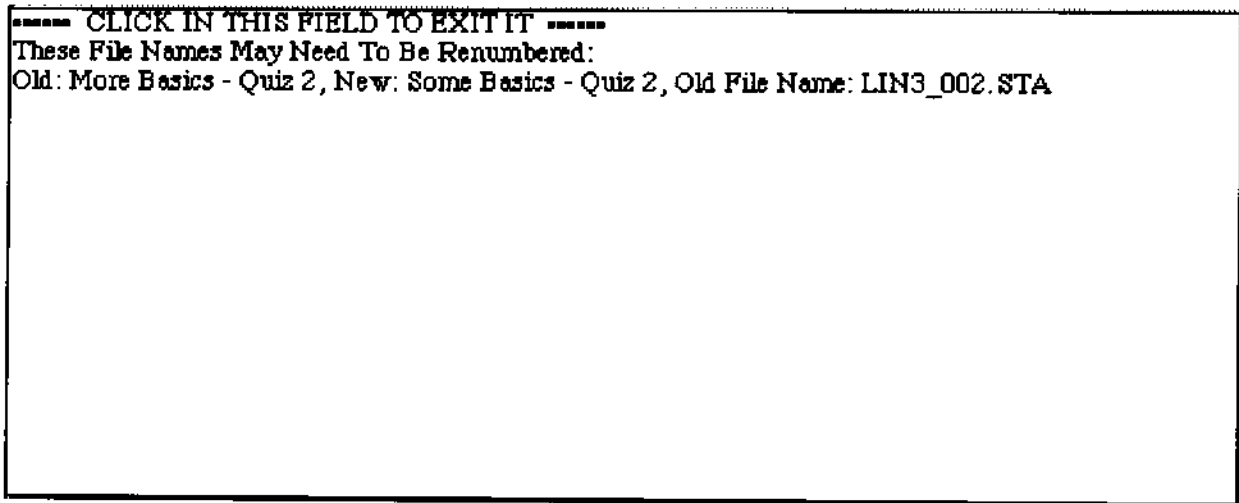 ------ CLICK IN THIS FIELD TO EXIT IT ------
These File Names May Need To Be Renumbered:
Old: More Basics - Quiz 2, New: Some Basics - Quiz 2, Old File Name: LIN3_002.STA